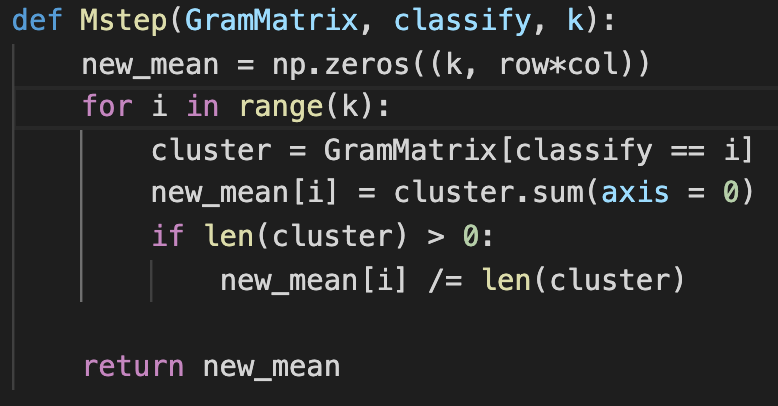 def Mstep(GramMatrix, classify, k):
    new_mean = np.zeros((k, row*col))
    for i in range(k):
        cluster = GramMatrix[classify == i]
        new_mean[i] = cluster.sum(axis = 0)
        if len(cluster) > 0:
            new_mean[i] /= len(cluster)

    return new_mean